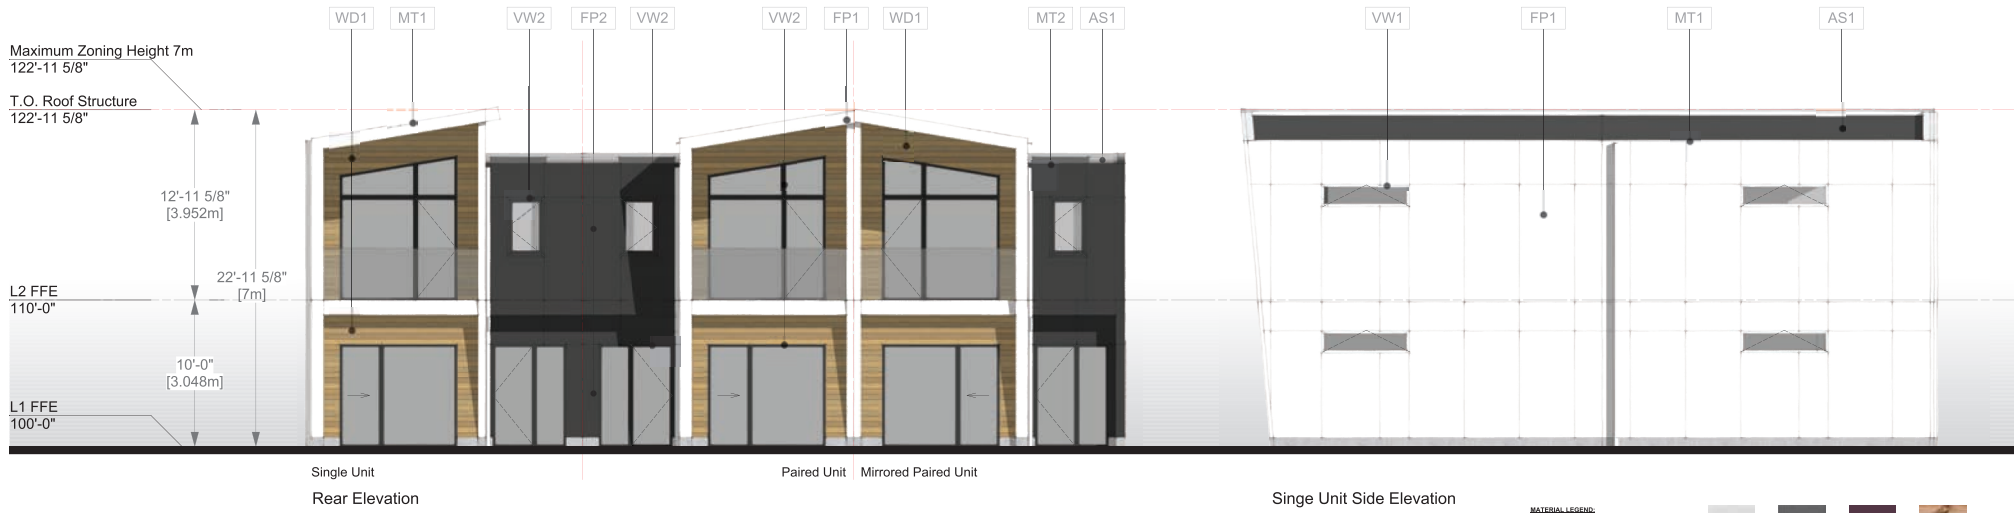 WD1 MT1 VW2 FP2 VW2 VW2 FP1 WD1 MT2 AS1 VW1 FP1 MT1 AS1
Maximum Zoning Height 7m
122'-11 5/8"
T.O. Roof Structure
122'-11 5/8"
12'-11 5/8"
[3.952m]
22'-11 5/8"
[7m]
L2 FFE
110'-0"
10'-0"
[3.048m]
L1 FFE
100'-0"
Single Unit
Paired Unit
Mirrored Paired Unit
Rear Elevation
Singe Unit Side Elevation
MATERIAL LEGEND: